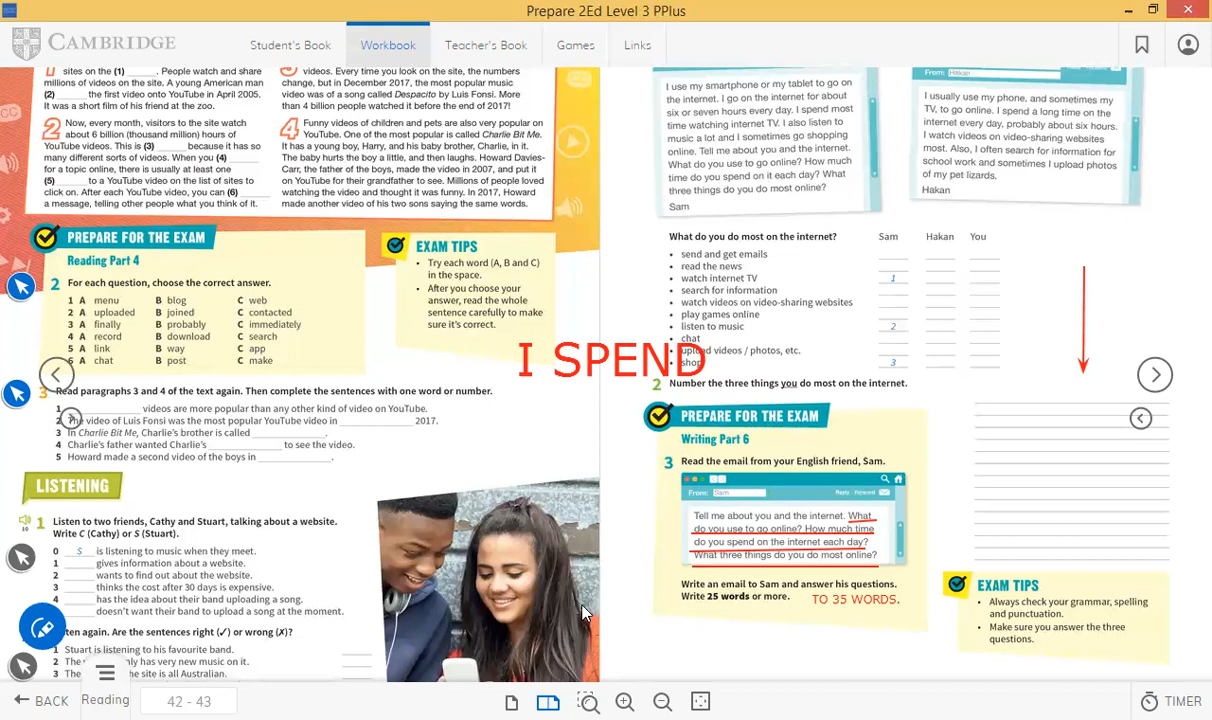 Prepare 2Ed Level 3 PPlus
CAMBRIDGE
Student's Book
Workbook
Teacher's Book
Games
Links
1 sites on the (1) ______. People watch and share
millions of videos on the site. A young American man
(2) ______ the first video onto YouTube in April 2005.
It was a short film of his friend at the zoo.
2 Now, every month, visitors to the site watch
about 6 billion (thousand million) hours of
YouTube videos. This is (3) ______ because it has so
many different sorts of videos. When you (4) ______
for a topic online, there is usually at least one
(5) ______ to a YouTube video on the list of sites to
click on. After each YouTube video, you can (6) ______
a message, telling other people what you think of it.
3 videos. Every time you look on the site, the numbers
change, but in December 2017, the most popular music
video was of a song called Despacito by Luis Fonsi. More
than 4 billion people watched it before the end of 2017!
4 Funny videos of children and pets are also very popular on
YouTube. One of the most popular is called Charlie Bit Me.
It has a young boy, Harry, and his baby brother, Charlie, in it.
The baby hurts the boy a little, and then laughs. Howard Davies-
Carr, the father of the boys, made the video in 2007, and put it
on YouTube for their grandfather to see. Millions of people loved
watching the video and thought it was funny. In 2017, Howard
made another video of his two sons saying the same words.
PREPARE FOR THE EXAM
Reading Part 4
2 For each question, choose the correct answer.
1 A menu B blog C web
2 A uploaded B joined C contacted
3 A finally B probably C immediately
4 A record B download C search
5 A link B way C app
6 A chat B post C make
EXAM TIPS
• Try each word (A, B and C)
in the space.
• After you choose your
answer, read the whole
sentence carefully to make
sure it's correct.
3 Read paragraphs 3 and 4 of the text again. Then complete the sentences with one word or number.
1 ______ videos are more popular than any other kind of video on YouTube.
2 The video of Luis Fonsi was the most popular YouTube video in ______ 2017.
3 In Charlie Bit Me, Charlie's brother is called ______.
4 Charlie's father wanted Charlie's ______ to see the video.
5 Howard made a second video of the boys in ______.
LISTENING
10
1 Listen to two friends, Cathy and Stuart, talking about a website.
Write C (Cathy) or S (Stuart).
0 S is listening to music when they meet.
1 ______ gives information about a website.
2 ______ wants to find out about the website.
3 ______ thinks the cost after 30 days is expensive.
4 ______ has the idea about their band uploading a song.
______ doesn't want their band to upload a song at the moment.
ten again. Are the sentences right (✓) or wrong (✗)?
1 Stuart is listening to his favourite band.
2 The only has very new music on it.
3 The the site is all Australian.
I use my smartphone or my tablet to go on
the internet. I go on the internet for about
six or seven hours every day. I spend most
time watching internet TV. I also listen to
music a lot and I sometimes go shopping
online. Tell me about you and the internet.
What do you use to go online? How much
time do you spend on it each day? What
three things do you do most online?
Sam
From: Hakan
I usually use my phone, and sometimes my
TV, to go online. I spend a long time on the
internet every day, probably about six hours.
I watch videos on video-sharing websites
most. Also, I often search for information for
school work and sometimes I upload photos
of my pet lizards.
Hakan
What do you do most on the internet? Sam Hakan You
• send and get emails
• read the news
• watch internet TV 1
• search for information
• watch videos on video-sharing websites
• play games online
• listen to music 2
• chat
• upload videos / photos, etc.
• shop 3
I SPEND
2 Number the three things you do most on the internet.
PREPARE FOR THE EXAM
Writing Part 6
3 Read the email from your English friend, Sam.
From: Sam
Reply Forward
Tell me about you and the internet. What
do you use to go online? How much time
do you spend on the internet each day?
What three things do you do most online?
Write an email to Sam and answer his questions.
Write 25 words or more. TO 35 WORDS.
EXAM TIPS
• Always check your grammar, spelling
and punctuation.
• Make sure you answer the three
questions.
BACK
Reading
42 - 43
TIMER